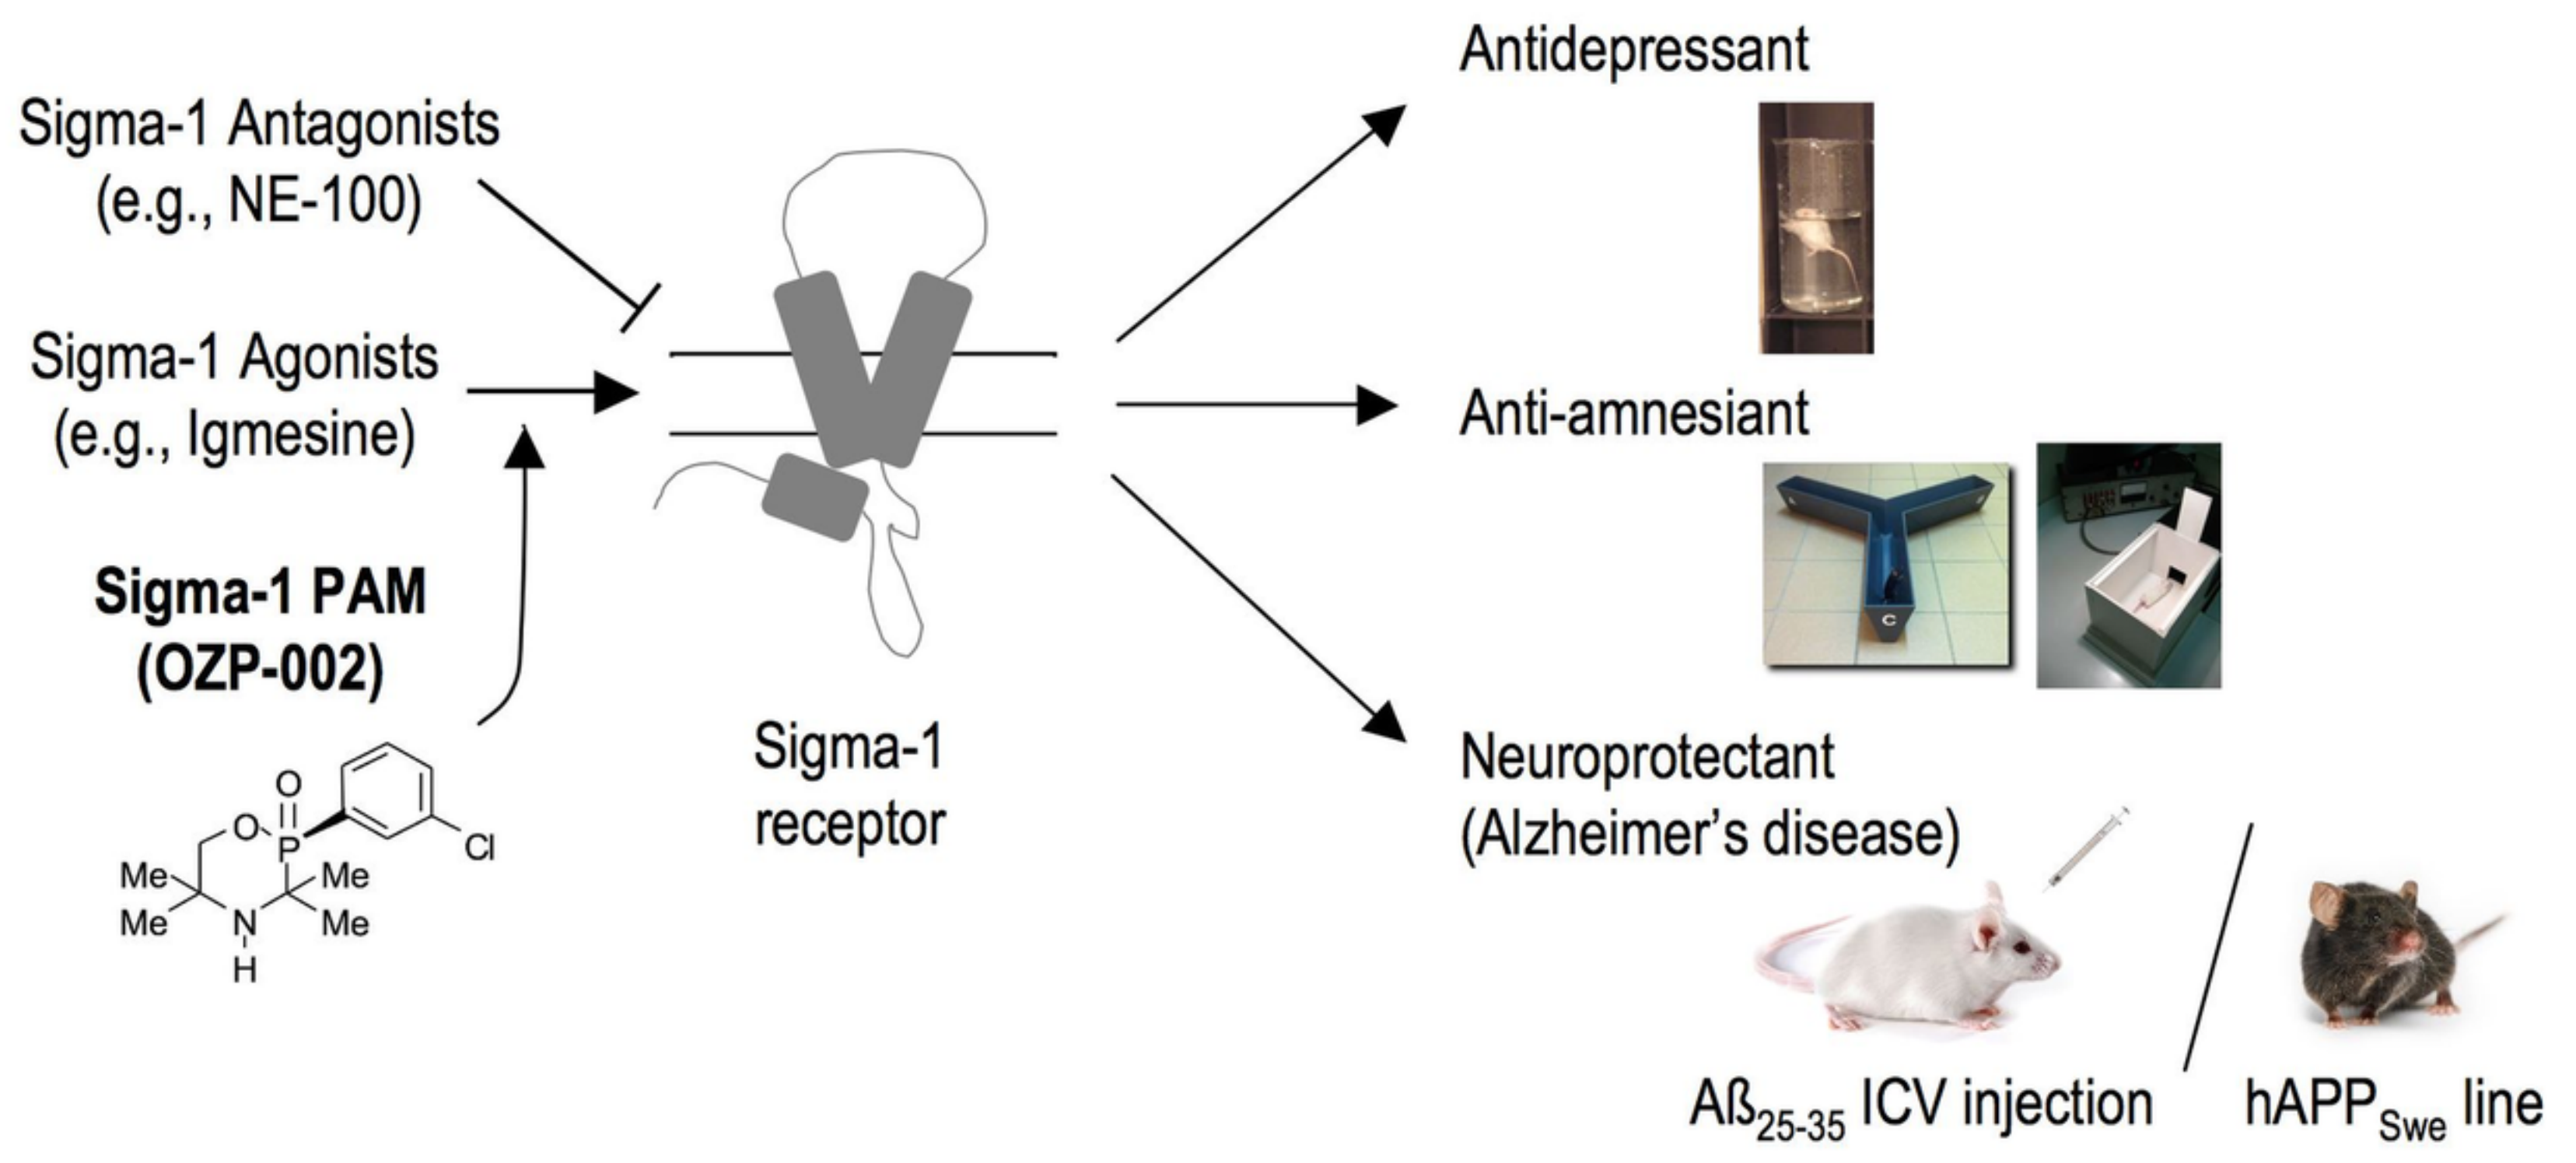 Sigma-1 Antagonists
(e.g., NE-100)
Sigma-1 Agonists
(e.g., Igmesine)
Sigma-1 PAM
(OZP-002)
O
O
P
Cl
Me
Me
Me
Me
N
H
Sigma-1
receptor
Antidepressant
Anti-amnesiant
A
B
C
Neuroprotectant
(Alzheimer’s disease)
Aß25-35 ICV injection
hAPPSwe line